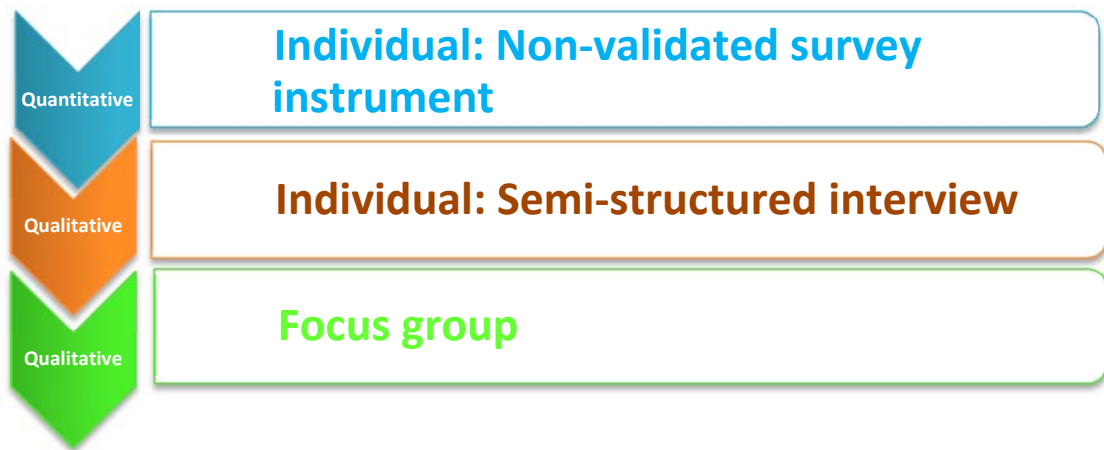 Quantitative
Individual: Non-validated survey
instrument
Qualitative
Individual: Semi-structured interview
Qualitative
Focus group